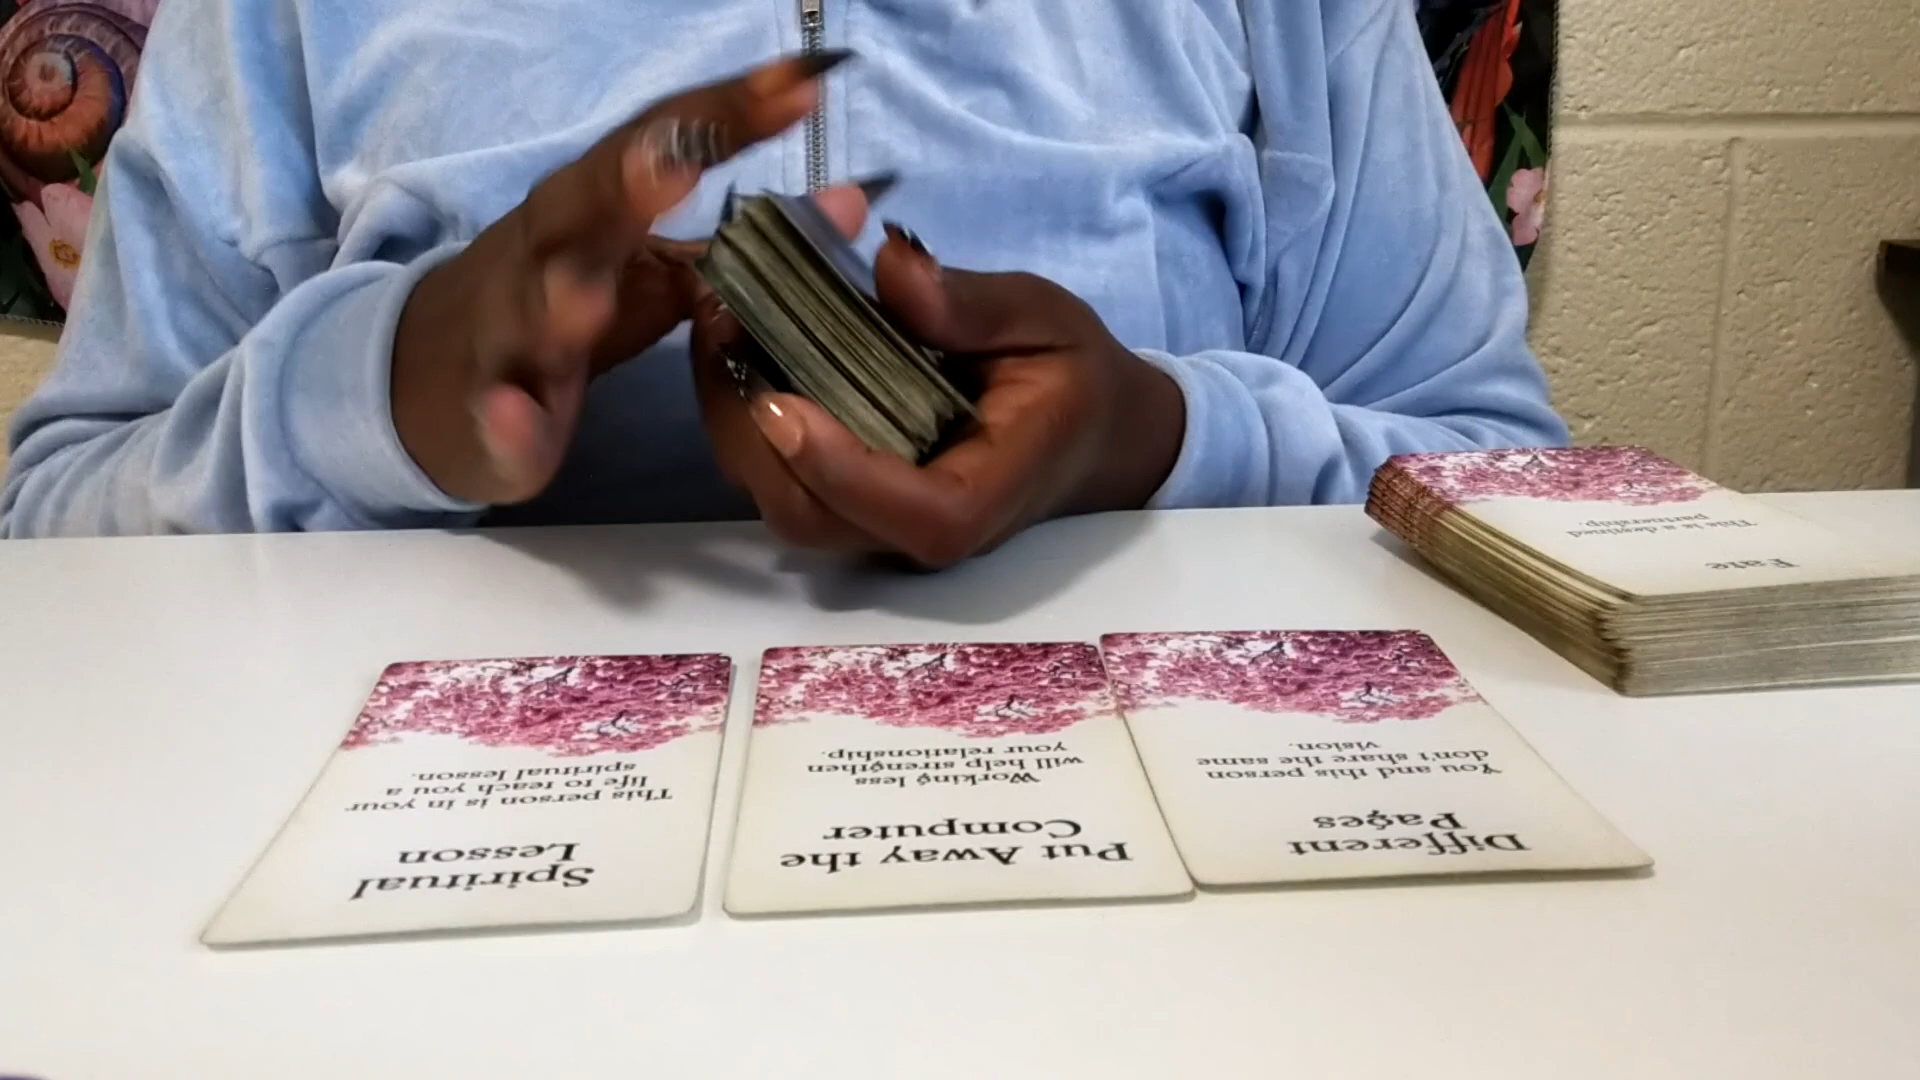 Spiritual
Lesson
This person is in your
life to teach you a
spiritual lesson.
Put Away the
Computer
Working less
will help strengthen
your relationship.
Different
Pages
You and this person
don't share the same
vision.
Fate
This is a destined
partnership.